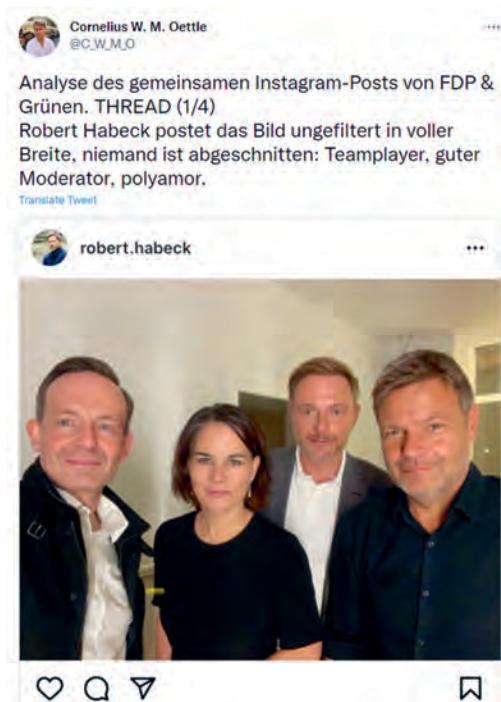 Cornelius W. M. Oettle
@C_W_M_O
Analyse des gemeinsamen Instagram-Posts von FDP &
Grünen. THREAD (1/4)
Robert Habeck postet das Bild ungefiltert in voller
Breite, niemand ist abgeschnitten: Teamplayer, guter
Moderator, polyamor.
Translate Tweet
robert.habeck